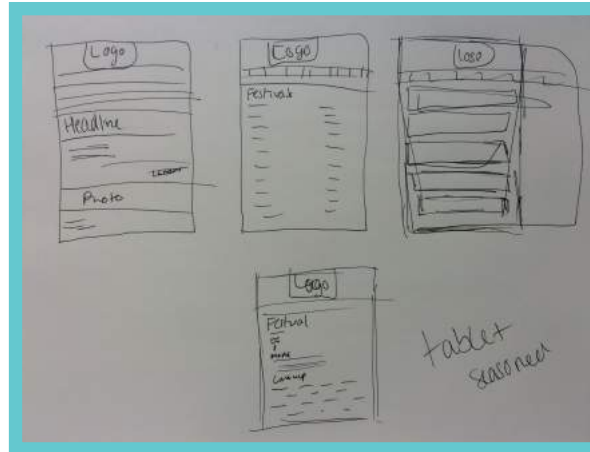 Logo
Headline
Photo
Logo
Festivals
Logo
Logo
Festival
Lineup
tablet
seasoned